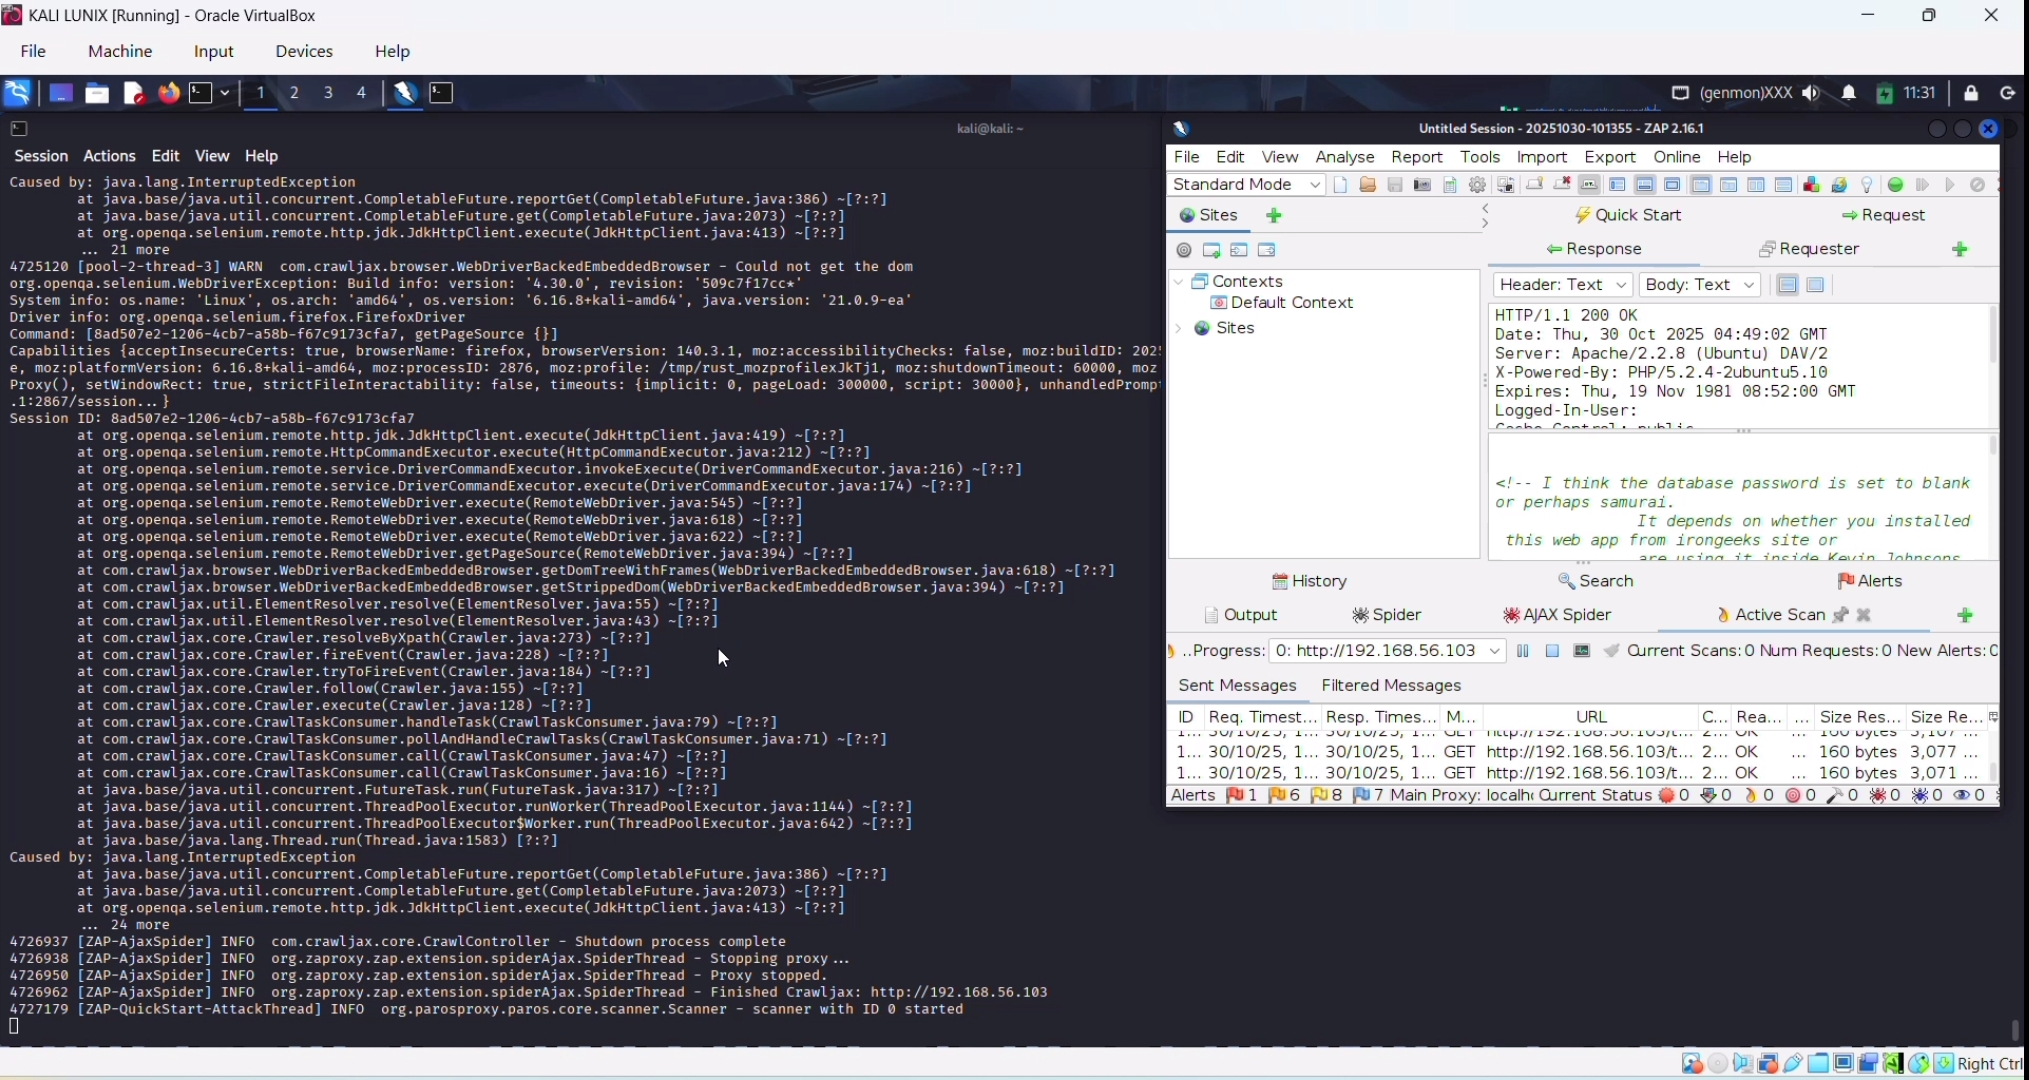 KALI LUNIX [Running] - Oracle VirtualBox
File Machine Input Devices Help
1 2 3 4 (genmon)XXX 11:31
kali@kali: ~
Session Actions Edit View Help
Caused by: java.lang.InterruptedException
at java.base/java.util.concurrent.CompletableFuture.reportGet(CompletableFuture.java:386) ~[?:?]
at java.base/java.util.concurrent.CompletableFuture.get(CompletableFuture.java:2073) ~[?:?]
at org.openqa.selenium.remote.http.jdk.JdkHttpClient.execute(JdkHttpClient.java:413) ~[?:?]
... 21 more
4725120 [pool-2-thread-3] WARN com.crawljax.browser.WebDriverBackedEmbeddedBrowser - Could not get the dom
org.openqa.selenium.WebDriverException: Build info: version: '4.30.0', revision: '509c7f17cc*'
System info: os.name: 'Linux', os.arch: 'amd64', os.version: '6.16.8+kali-amd64', java.version: '21.0.9-ea'
Driver info: org.openqa.selenium.firefox.FirefoxDriver
Command: [8ad507e2-1206-4cb7-a58b-f67c9173cfa7, getPageSource {}]
Capabilities {acceptInsecureCerts: true, browserName: firefox, browserVersion: 140.3.1, moz:accessibilityChecks: false, moz:buildID: 202
e, moz:platformVersion: 6.16.8+kali-amd64, moz:processID: 2876, moz:profile: /tmp/rust_mozprofilexJkTj1, moz:shutdownTimeout: 60000, moz
Proxy(), setWindowRect: true, strictFileInteractability: false, timeouts: {implicit: 0, pageLoad: 300000, script: 30000}, unhandledPromp
.1:2867/session...}
Session ID: 8ad507e2-1206-4cb7-a58b-f67c9173cfa7
at org.openqa.selenium.remote.http.jdk.JdkHttpClient.execute(JdkHttpClient.java:419) ~[?:?]
at org.openqa.selenium.remote.HttpCommandExecutor.execute(HttpCommandExecutor.java:212) ~[?:?]
at org.openqa.selenium.remote.service.DriverCommandExecutor.invokeExecute(DriverCommandExecutor.java:216) ~[?:?]
at org.openqa.selenium.remote.service.DriverCommandExecutor.execute(DriverCommandExecutor.java:174) ~[?:?]
at org.openqa.selenium.remote.RemoteWebDriver.execute(RemoteWebDriver.java:545) ~[?:?]
at org.openqa.selenium.remote.RemoteWebDriver.execute(RemoteWebDriver.java:618) ~[?:?]
at org.openqa.selenium.remote.RemoteWebDriver.execute(RemoteWebDriver.java:622) ~[?:?]
at org.openqa.selenium.remote.RemoteWebDriver.getPageSource(RemoteWebDriver.java:394) ~[?:?]
at com.crawljax.browser.WebDriverBackedEmbeddedBrowser.getDomTreeWithFrames(WebDriverBackedEmbeddedBrowser.java:618) ~[?:?]
at com.crawljax.browser.WebDriverBackedEmbeddedBrowser.getStrippedDom(WebDriverBackedEmbeddedBrowser.java:394) ~[?:?]
at com.crawljax.util.ElementResolver.resolve(ElementResolver.java:55) ~[?:?]
at com.crawljax.util.ElementResolver.resolve(ElementResolver.java:43) ~[?:?]
at com.crawljax.core.Crawler.resolveByXpath(Crawler.java:273) ~[?:?]
at com.crawljax.core.Crawler.fireEvent(Crawler.java:228) ~[?:?]
at com.crawljax.core.Crawler.tryToFireEvent(Crawler.java:184) ~[?:?]
at com.crawljax.core.Crawler.follow(Crawler.java:155) ~[?:?]
at com.crawljax.core.Crawler.execute(Crawler.java:128) ~[?:?]
at com.crawljax.core.CrawlTaskConsumer.handleTask(CrawlTaskConsumer.java:79) ~[?:?]
at com.crawljax.core.CrawlTaskConsumer.pollAndHandleCrawlTasks(CrawlTaskConsumer.java:71) ~[?:?]
at com.crawljax.core.CrawlTaskConsumer.call(CrawlTaskConsumer.java:47) ~[?:?]
at com.crawljax.core.CrawlTaskConsumer.call(CrawlTaskConsumer.java:16) ~[?:?]
at java.base/java.util.concurrent.FutureTask.run(FutureTask.java:317) ~[?:?]
at java.base/java.util.concurrent.ThreadPoolExecutor.runWorker(ThreadPoolExecutor.java:1144) ~[?:?]
at java.base/java.util.concurrent.ThreadPoolExecutor$Worker.run(ThreadPoolExecutor.java:642) ~[?:?]
at java.base/java.lang.Thread.run(Thread.java:1583) [?:?]
Caused by: java.lang.InterruptedException
at java.base/java.util.concurrent.CompletableFuture.reportGet(CompletableFuture.java:386) ~[?:?]
at java.base/java.util.concurrent.CompletableFuture.get(CompletableFuture.java:2073) ~[?:?]
at org.openqa.selenium.remote.http.jdk.JdkHttpClient.execute(JdkHttpClient.java:413) ~[?:?]
... 24 more
4726937 [ZAP-AjaxSpider] INFO com.crawljax.core.CrawlController - Shutdown process complete
4726938 [ZAP-AjaxSpider] INFO org.zaproxy.zap.extension.spiderAjax.SpiderThread - Stopping proxy...
4726950 [ZAP-AjaxSpider] INFO org.zaproxy.zap.extension.spiderAjax.SpiderThread - Proxy stopped.
4726962 [ZAP-AjaxSpider] INFO org.zaproxy.zap.extension.spiderAjax.SpiderThread - Finished Crawljax: http://192.168.56.103
4727179 [ZAP-QuickStart-AttackThread] INFO org.parosproxy.paros.core.scanner.Scanner - scanner with ID 0 started
Untitled Session - 20251030-101355 - ZAP 2.16.1
File Edit View Analyse Report Tools Import Export Online Help
Standard Mode
Sites
Quick Start Request
Response Requester
Contexts
Default Context
Sites
Header: Text Body: Text
HTTP/1.1 200 OK
Date: Thu, 30 Oct 2025 04:49:02 GMT
Server: Apache/2.2.8 (Ubuntu) DAV/2
X-Powered-By: PHP/5.2.4-2ubuntu5.10
Expires: Thu, 19 Nov 1981 08:52:00 GMT
Logged-In-User:
Cache-Control: public
<!-- I think the database password is set to blank
or perhaps samurai.
It depends on whether you installed
this web app from irongeeks site or
are using it inside Kevin Johnsons
History Search Alerts
Output Spider AJAX Spider Active Scan
..Progress: 0: http://192.168.56.103 Current Scans:0 Num Requests:0 New Alerts:0
Sent Messages Filtered Messages
ID Req. Timest... Resp. Times... M... URL C... Rea... ... Size Res... Size Re...
1... 30/10/25, 1... 30/10/25, 1... GET http://192.168.56.103/t... 2... OK ... 160 bytes 3,107 ...
1... 30/10/25, 1... 30/10/25, 1... GET http://192.168.56.103/t... 2... OK ... 160 bytes 3,077 ...
1... 30/10/25, 1... 30/10/25, 1... GET http://192.168.56.103/t... 2... OK ... 160 bytes 3,071 ...
Alerts 1 6 8 7 Main Proxy: localh Current Status 0 0 0 0 0 0 0 0
Right Ctrl